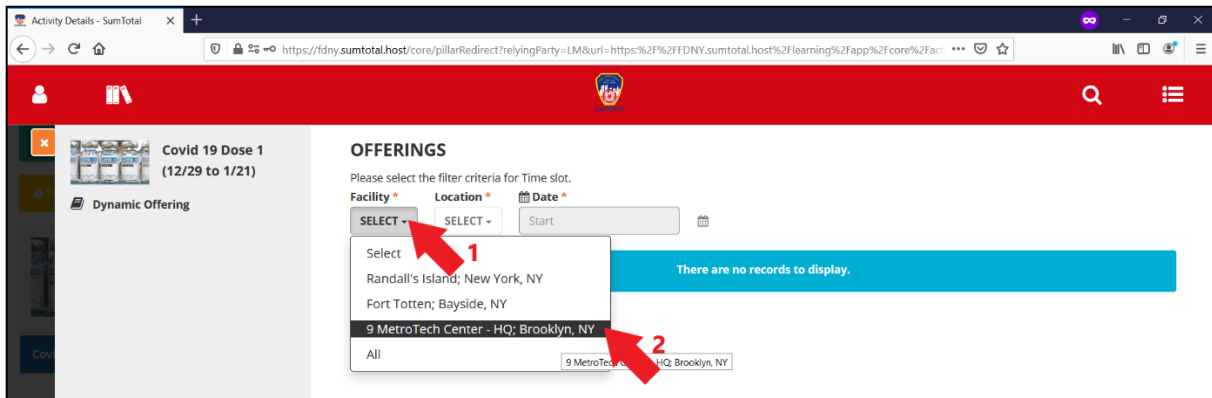 Activity Details - SumTotal
https://fdny.sumtotal.host/core/pillarRedirect?relyingParty=LM&url=https:%2F%2FFDNY.sumtotal.host%2Flearning%2Fapp%2Fcore%2Fact
Covid 19 Dose 1
(12/29 to 1/21)
Dynamic Offering
OFFERINGS
Please select the filter criteria for Time slot.
Facility * Location * Date *
SELECT SELECT Start
1
Select
Randall's Island; New York, NY
Fort Totten; Bayside, NY
9 MetroTech Center - HQ; Brooklyn, NY
All
There are no records to display.
2
9 MetroTech HQ; Brooklyn, NY
Covi